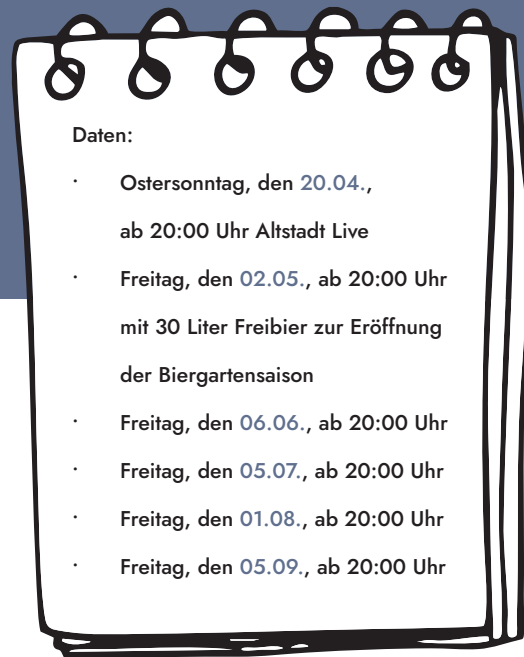 Daten:
· Ostersonntag, den 20.04.,
ab 20:00 Uhr Altstadt Live
· Freitag, den 02.05., ab 20:00 Uhr
mit 30 Liter Freibier zur Eröffnung
der Biergartensaison
· Freitag, den 06.06., ab 20:00 Uhr
· Freitag, den 05.07., ab 20:00 Uhr
· Freitag, den 01.08., ab 20:00 Uhr
· Freitag, den 05.09., ab 20:00 Uhr